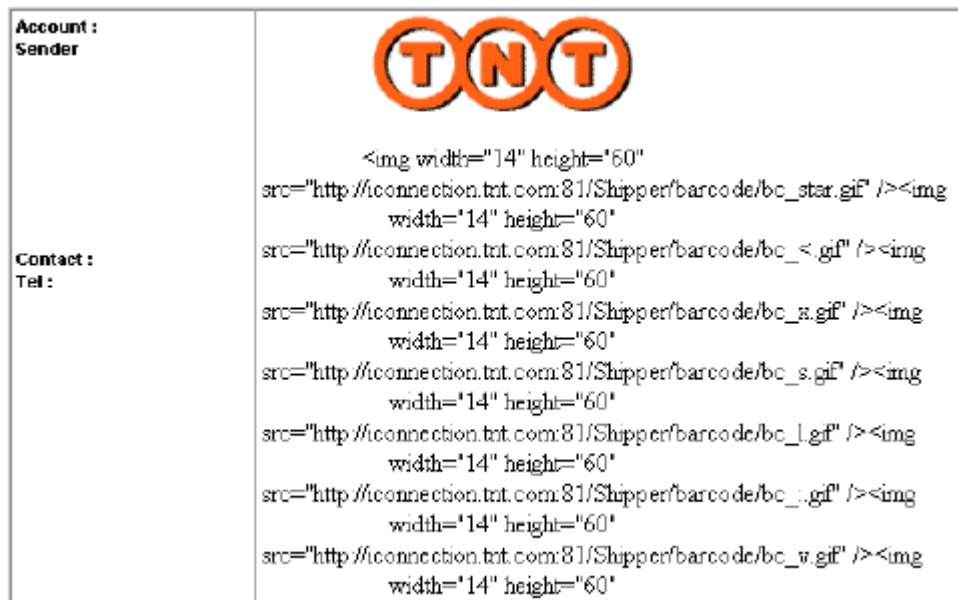 Account :
Sender
TNT
<img width="14" height="60"
src="http://iconnection.tnt.com:81/Shipper/barcode/bc_star.gif" /><img
width="14" height="60"
src="http://iconnection.tnt.com:81/Shipper/barcode/bc_<.gif" /><img
width="14" height="60"
Contact :
Tel :
src="http://iconnection.tnt.com:81/Shipper/barcode/bc_x.gif" /><img
width="14" height="60"
src="http://iconnection.tnt.com:81/Shipper/barcode/bc_s.gif" /><img
width="14" height="60"
src="http://iconnection.tnt.com:81/Shipper/barcode/bc_l.gif" /><img
width="14" height="60"
src="http://iconnection.tnt.com:81/Shipper/barcode/bc_:.gif" /><img
width="14" height="60"
src="http://iconnection.tnt.com:81/Shipper/barcode/bc_v.gif" /><img
width="14" height="60"